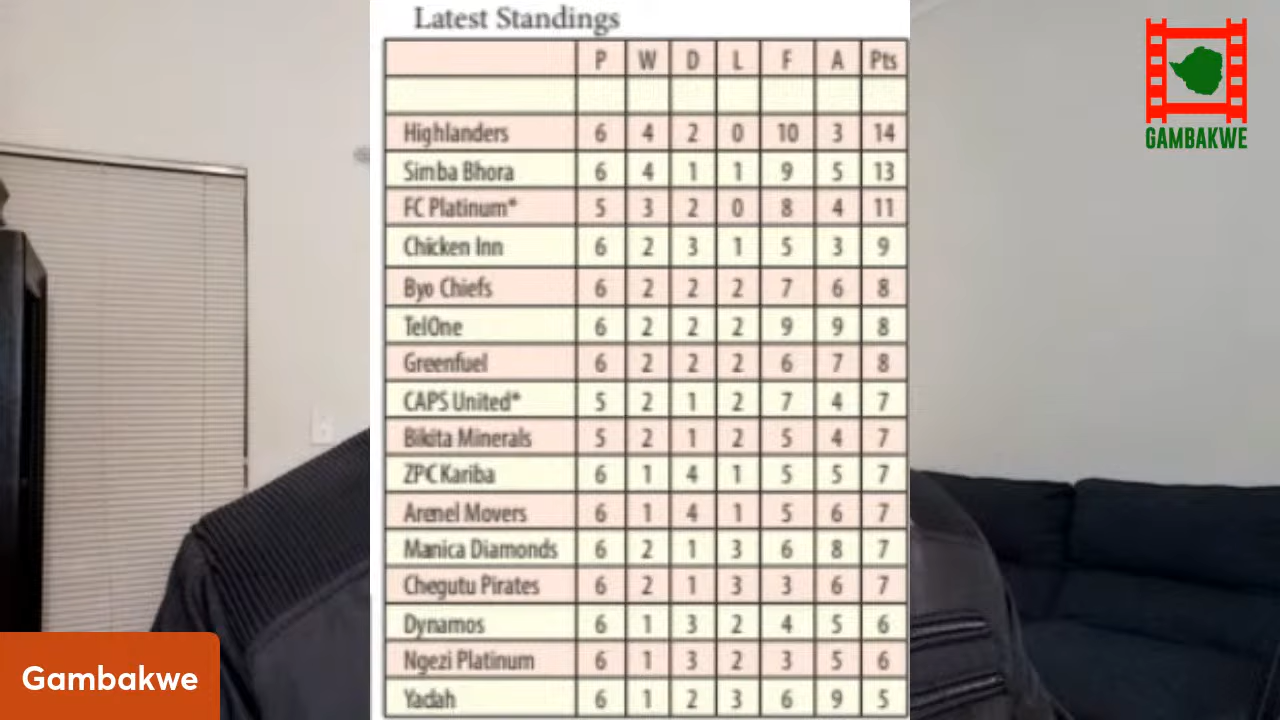 Latest Standings
P W D L F A Pts
Highlanders 6 4 2 0 10 3 14
Simba Bhora 6 4 1 1 9 5 13
FC Platinum* 5 3 2 0 8 4 11
Chicken Inn 6 2 3 1 5 3 9
Byo Chiefs 6 2 2 2 7 6 8
TelOne 6 2 2 2 9 9 8
Greenfuel 6 2 2 2 6 7 8
CAPS United* 5 2 1 2 7 4 7
Bikita Minerals 5 2 1 2 5 4 7
ZPC Kariba 6 1 4 1 5 5 7
Arenel Movers 6 1 4 1 5 6 7
Manica Diamonds 6 2 1 3 6 8 7
Chegutu Pirates 6 2 1 3 3 6 7
Dynamos 6 1 3 2 4 5 6
Ngezi Platinum 6 1 3 2 3 5 6
Yadah 6 1 2 3 6 9 5
GAMBAKWE
Gambakwe